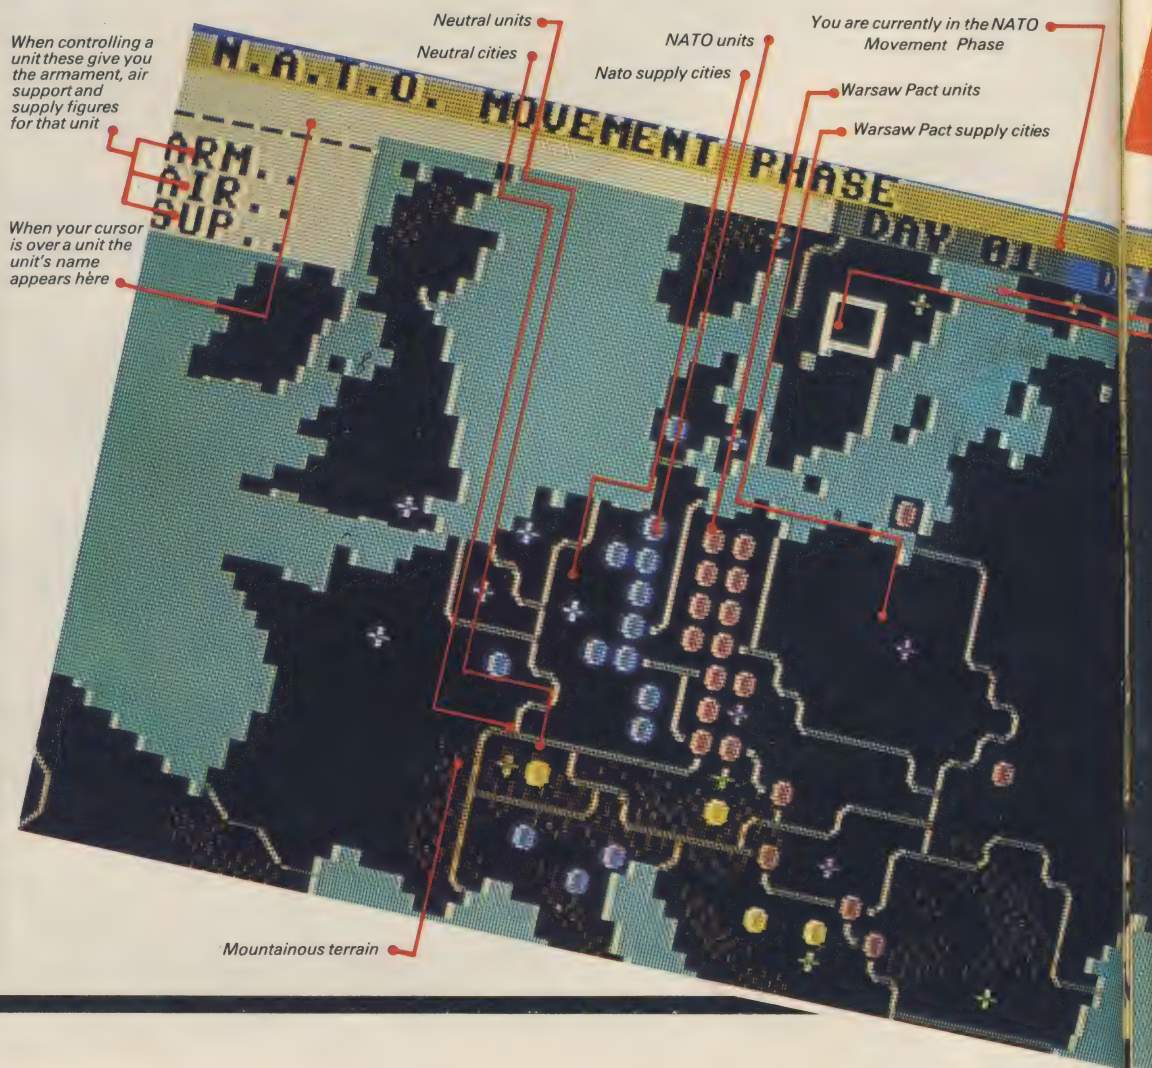 When controlling a
unit these give you
the armament, air
support and
supply figures
for that unit
When your cursor
is over a unit the
unit's name
appears here
Neutral units
Neutral cities
NATO units
Nato supply cities
You are currently in the NATO
Movement Phase
Warsaw Pact units
Warsaw Pact supply cities
N.A.T.O. MOVEMENT PHASE
DAY 01
ARM..
AIR..
SUP..
Mountainous terrain